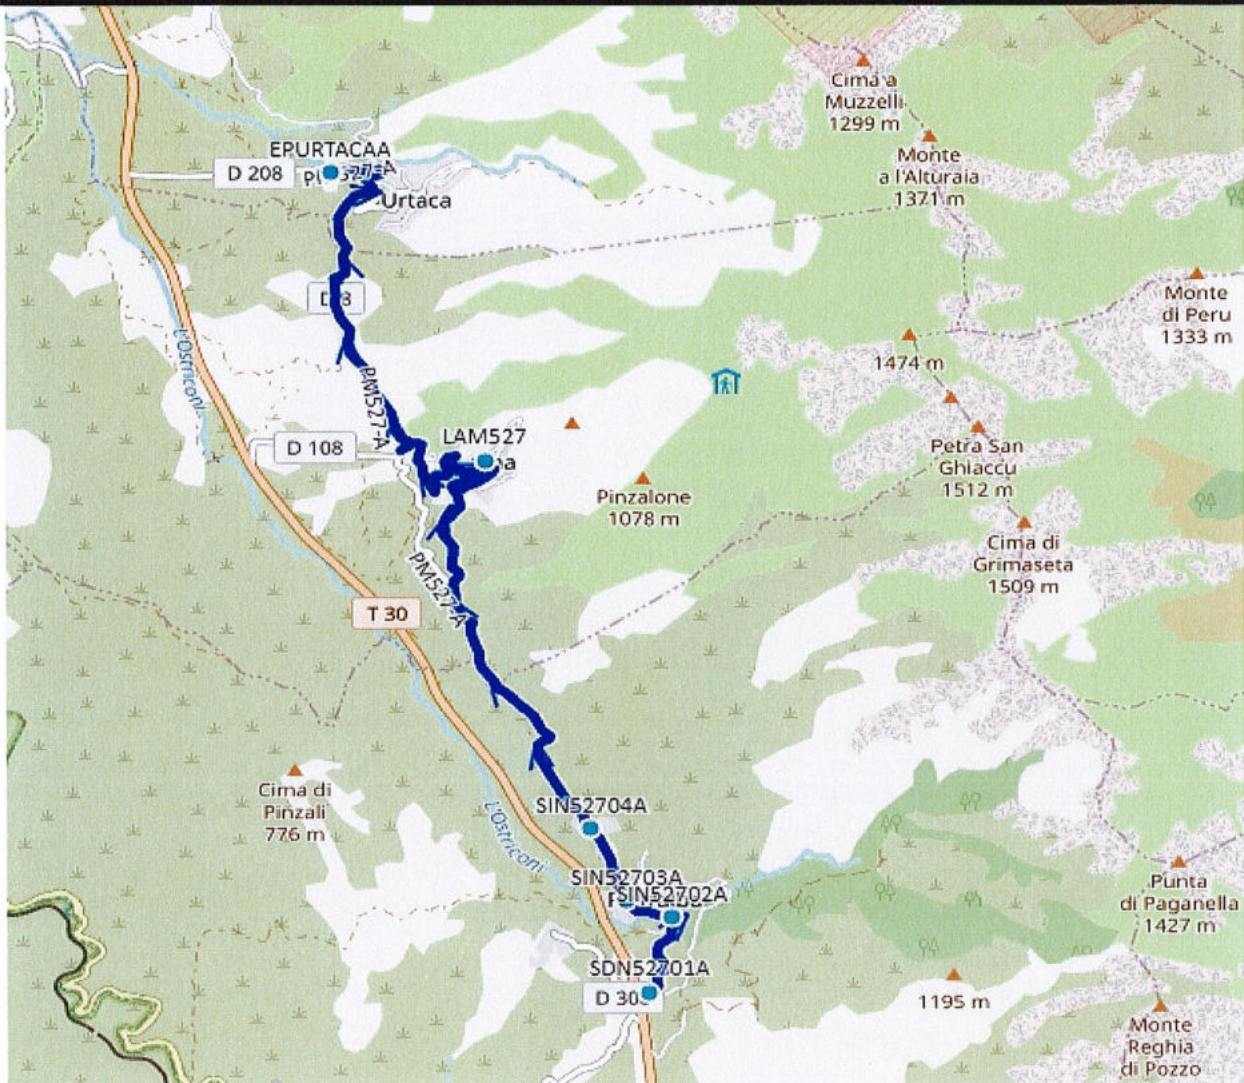 Cima a
Muzzelli
1299 m
Monte
a l'Alturaia
1371 m
EPURTACAA
D 208
Urtaca
Monte
di Peru
1333 m
L'Ostriconi
1474 m
PM527-A
D 108
LAM527
Petra San
Ghiaccu
1512 m
Pinzalone
1078 m
Cima di
Grimaseta
1509 m
PM527-A
T 30
Cima di
Pinzali
776 m
SIN52704A
L'Ostriconi
SIN52703A
SIN52702A
Punta
di Paganella
1427 m
SDN52701A
D 30
1195 m
Monte
Reghia
di Pozzo